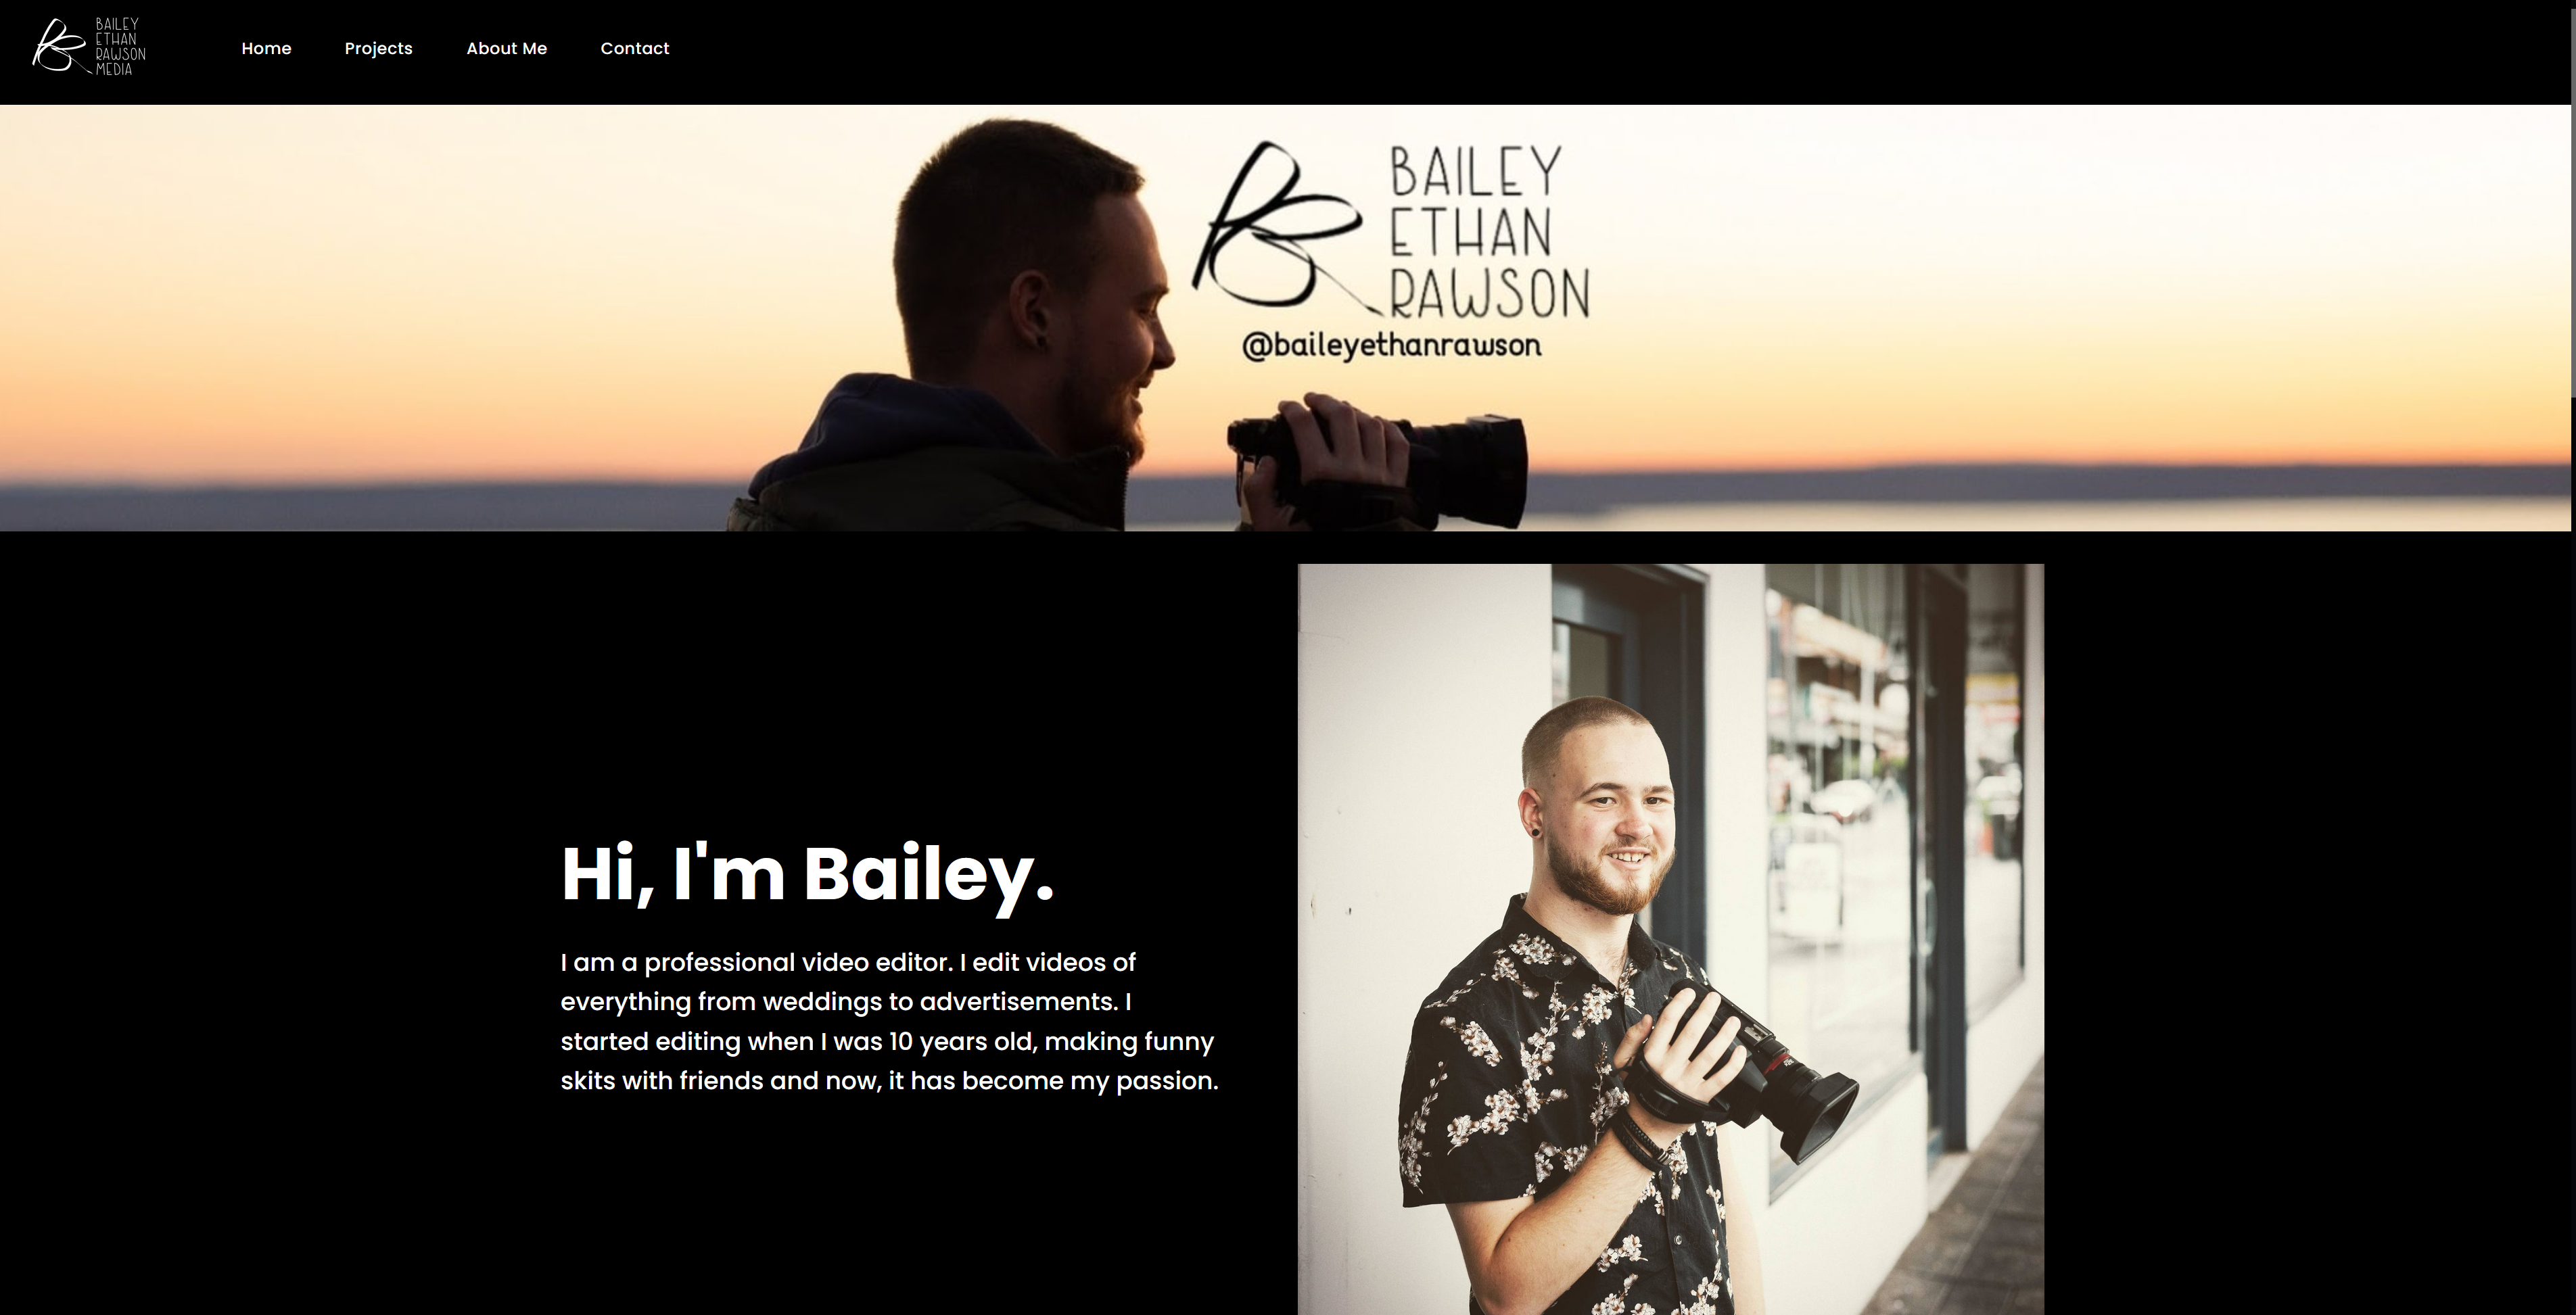 BAILEY
ETHAN
RAWSON
MEDIA
Home Projects About Me Contact
BAILEY
ETHAN
RAWSON
@baileyethanrawson
Hi, I'm Bailey.
I am a professional video editor. I edit videos of
everything from weddings to advertisements. I
started editing when I was 10 years old, making funny
skits with friends and now, it has become my passion.